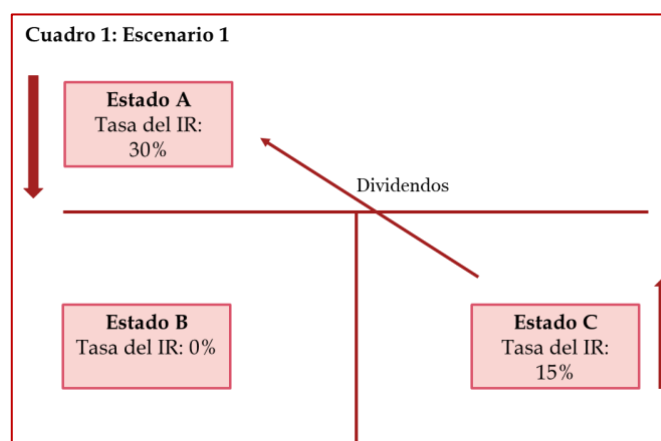 Cuadro 1: Escenario 1
Estado A
Tasa del IR:
30%
Dividendos
Estado B
Tasa del IR: 0%
Estado C
Tasa del IR:
15%